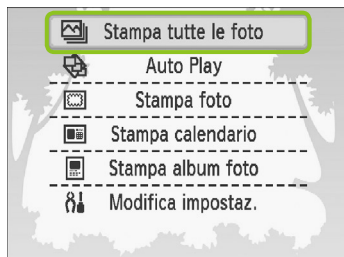 Stampa tutte le foto
Auto Play
Stampa foto
Stampa calendario
Stampa album foto
Modifica impostaz.